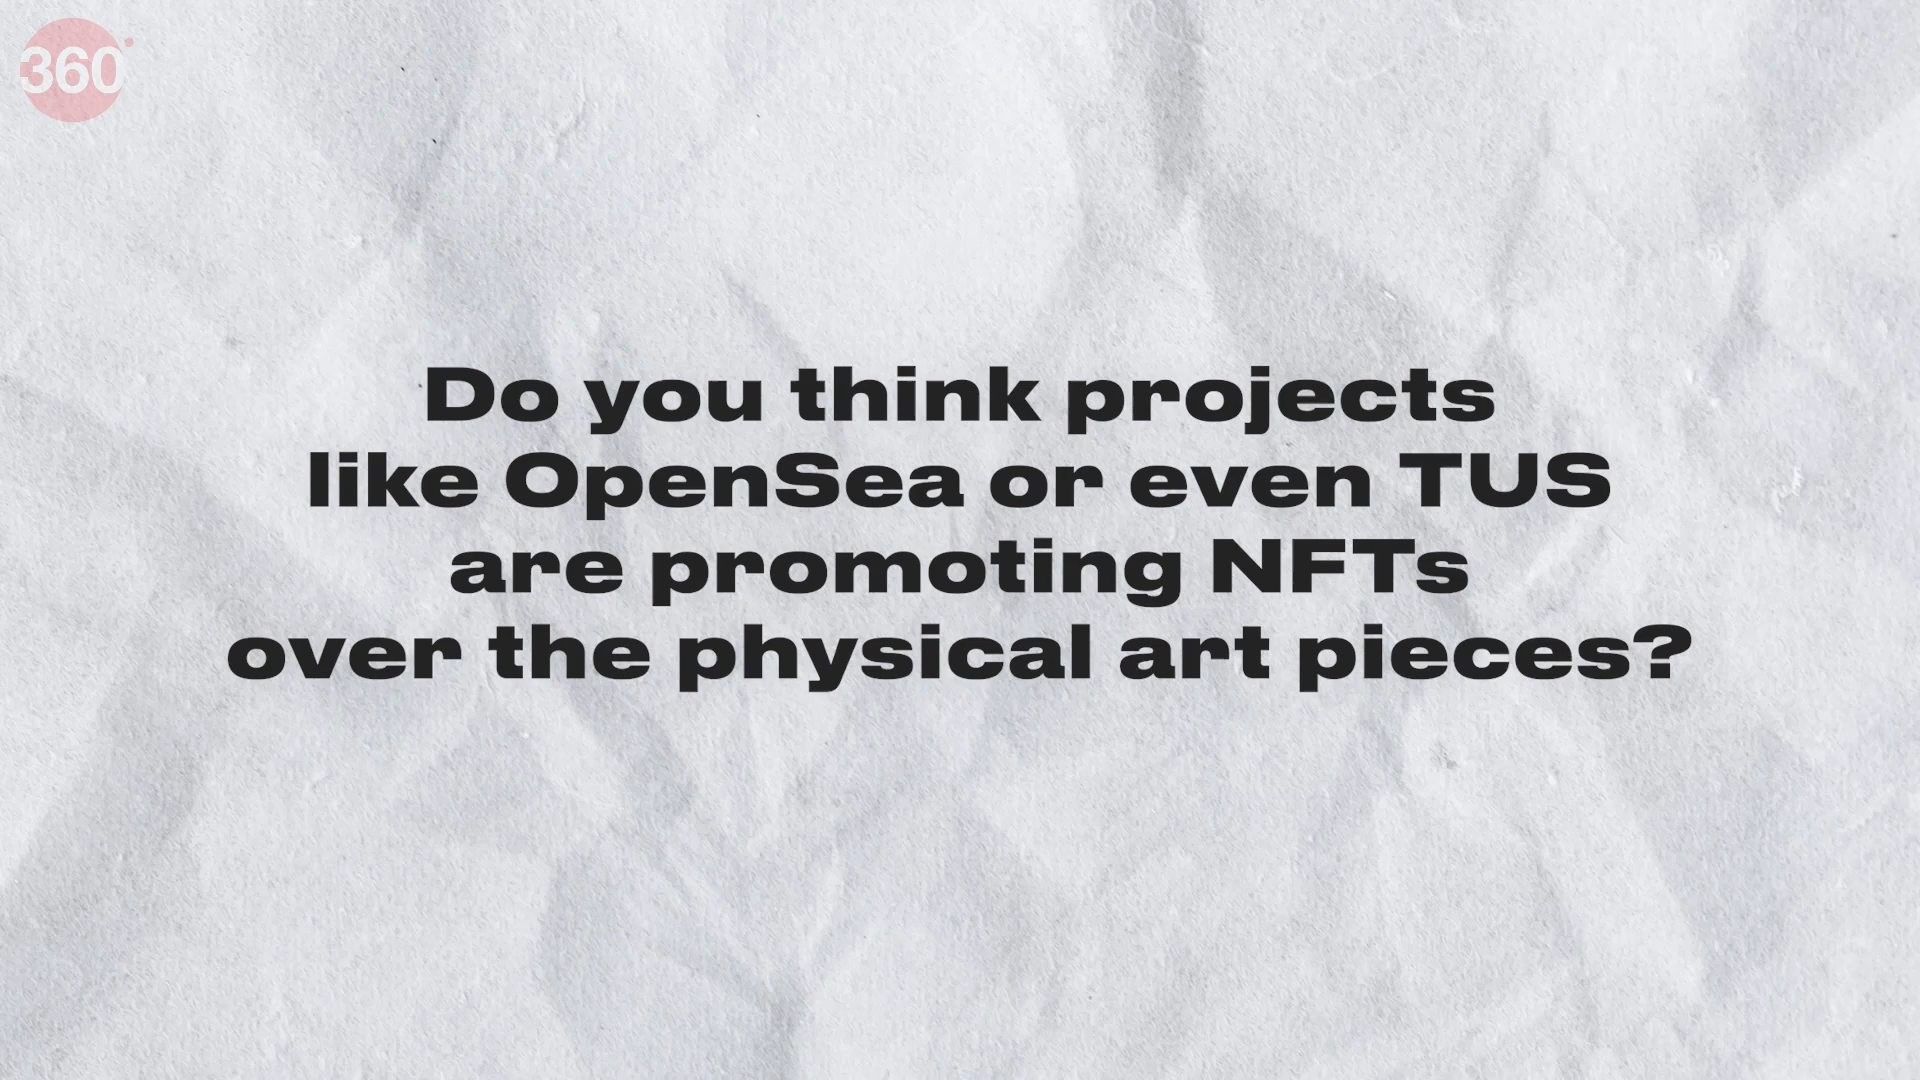 360
Do you think projects
like OpenSea or even TUS
are promoting NFTs
over the physical art pieces?